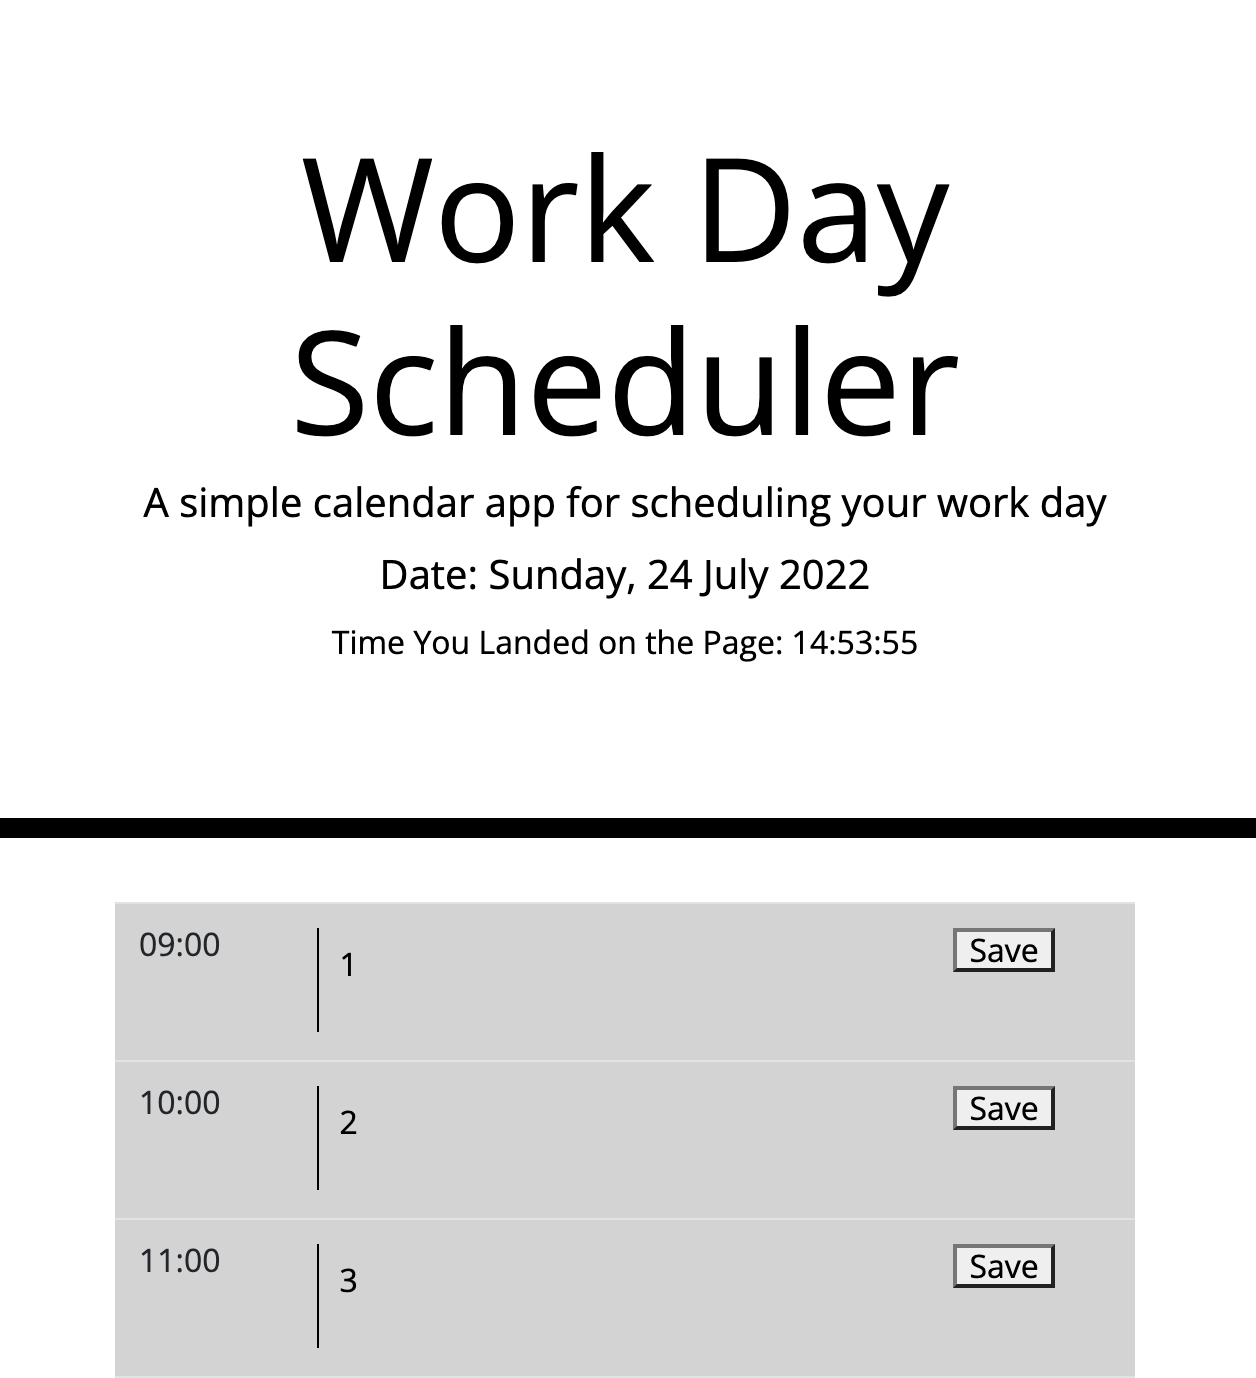 Work Day
Scheduler
A simple calendar app for scheduling your work day
Date: Sunday, 24 July 2022
Time You Landed on the Page: 14:53:55
09:00 1 Save
10:00 2 Save
11:00 3 Save